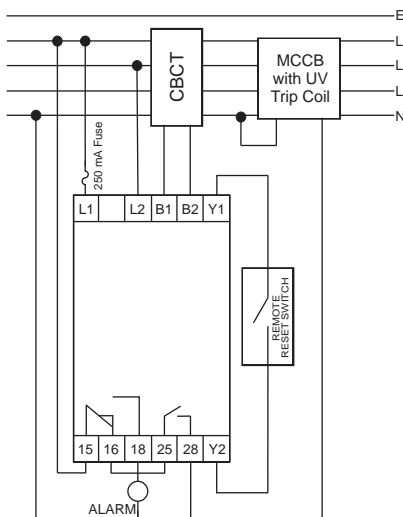 E
L
L
L
N
CBCT
MCCB
with UV
Trip Coil
250 mA Fuse
L1 L2 B1 B2 Y1
REMOTE
RESET SWITCH
15 16 18 25 28 Y2
ALARM